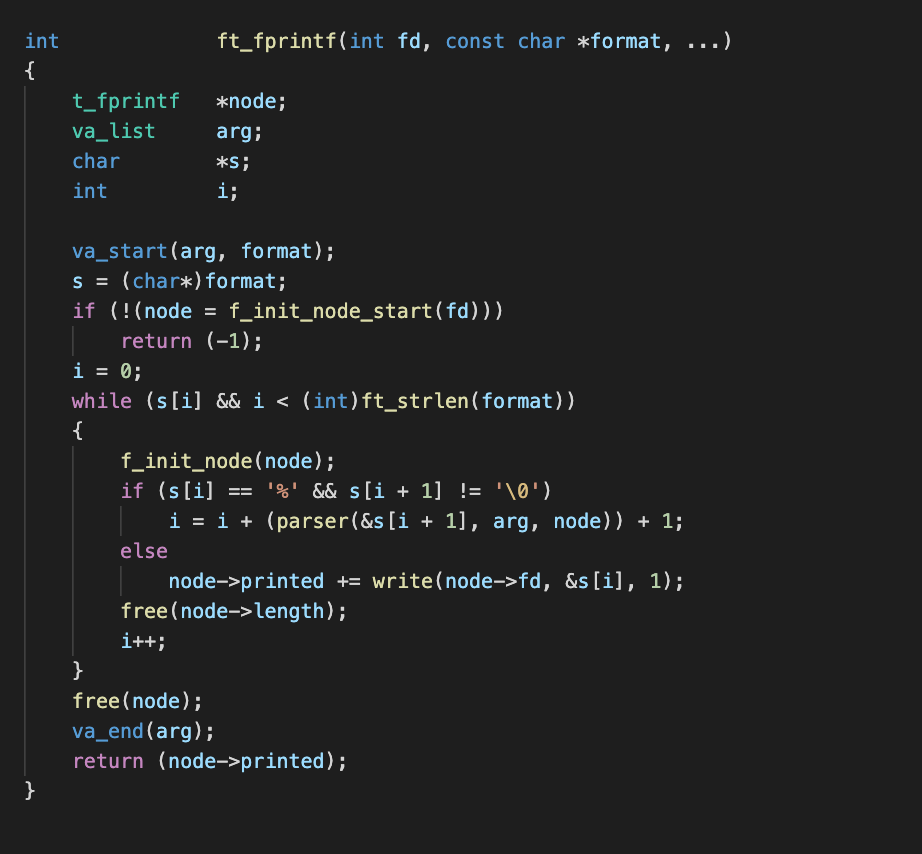 int             ft_fprintf(int fd, const char *format, ...)
{
    t_fprintf   *node;
    va_list     arg;
    char        *s;
    int         i;

    va_start(arg, format);
    s = (char*)format;
    if (!(node = f_init_node_start(fd)))
        return (-1);
    i = 0;
    while (s[i] && i < (int)ft_strlen(format))
    {
        f_init_node(node);
        if (s[i] == '%' && s[i + 1] != '\0')
            i = i + (parser(&s[i + 1], arg, node)) + 1;
        else
            node->printed += write(node->fd, &s[i], 1);
        free(node->length);
        i++;
    }
    free(node);
    va_end(arg);
    return (node->printed);
}